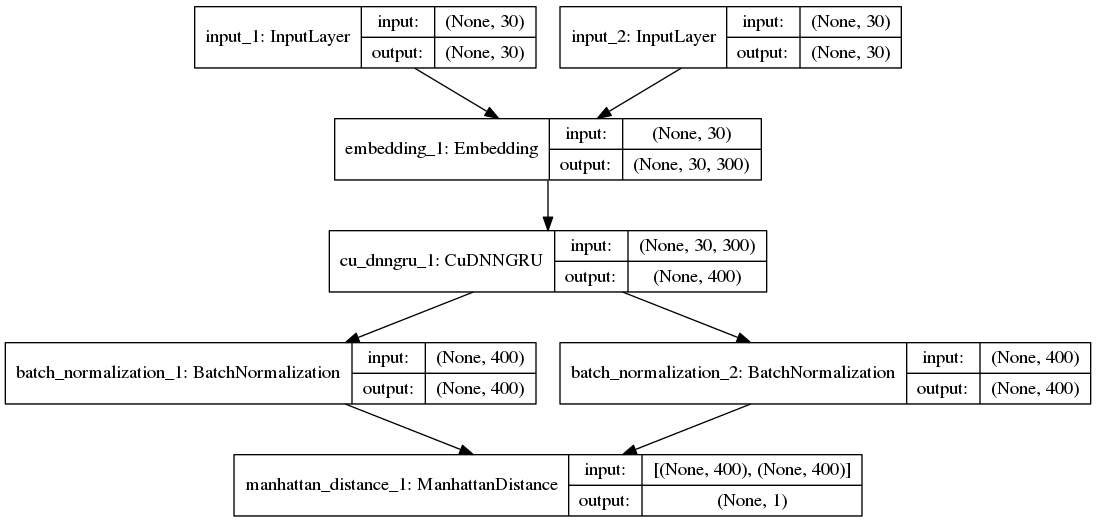 input_1: InputLayer
input: (None, 30)
output: (None, 30)
input_2: InputLayer
input: (None, 30)
output: (None, 30)
embedding_1: Embedding
input: (None, 30)
output: (None, 30, 300)
cu_dnngru_1: CuDNNGRU
input: (None, 30, 300)
output: (None, 400)
batch_normalization_1: BatchNormalization
input: (None, 400)
output: (None, 400)
batch_normalization_2: BatchNormalization
input: (None, 400)
output: (None, 400)
manhattan_distance_1: ManhattanDistance
input: [(None, 400), (None, 400)]
output: (None, 1)